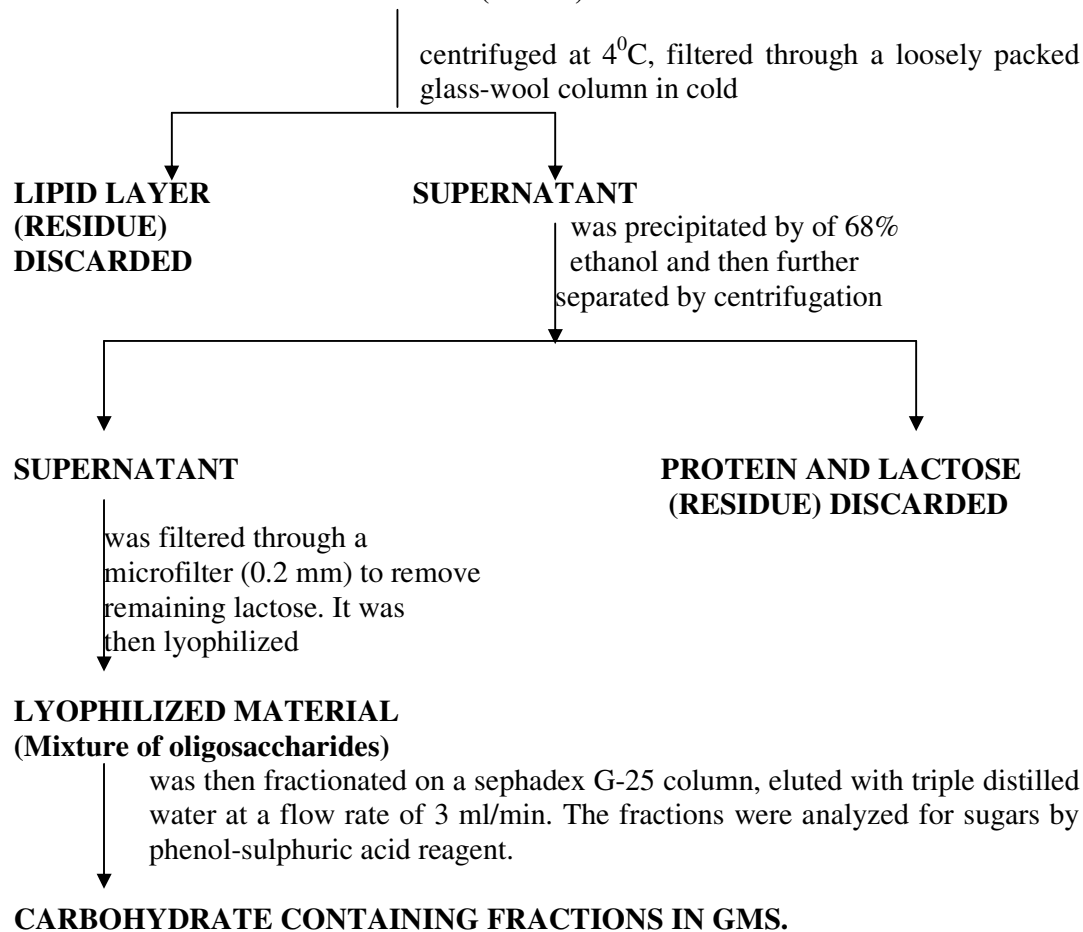 centrifuged at 4⁰C, filtered through a loosely packed
glass-wool column in cold
LIPID LAYER
(RESIDUE)
DISCARDED
SUPERNATANT
was precipitated by of 68%
ethanol and then further
separated by centrifugation
SUPERNATANT
PROTEIN AND LACTOSE
(RESIDUE) DISCARDED
was filtered through a
microfilter (0.2 mm) to remove
remaining lactose. It was
then lyophilized
LYOPHILIZED MATERIAL
(Mixture of oligosaccharides)
was then fractionated on a sephadex G-25 column, eluted with triple distilled
water at a flow rate of 3 ml/min. The fractions were analyzed for sugars by
phenol-sulphuric acid reagent.
CARBOHYDRATE CONTAINING FRACTIONS IN GMS.